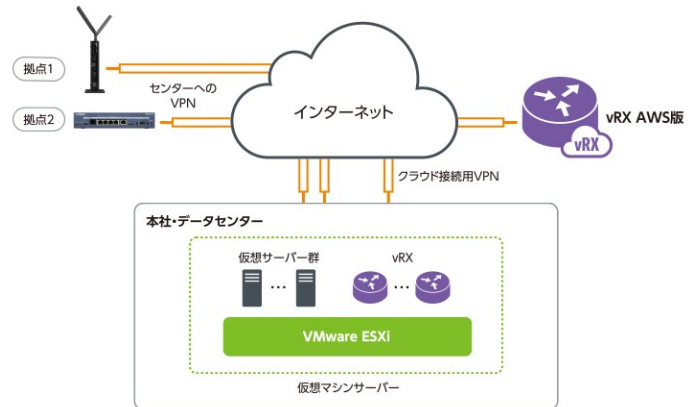 拠点1
センターへの
VPN
拠点2
インターネット
vRX AWS版
vRX
クラウド接続用VPN
本社・データセンター
仮想サーバー群
vRX
…
…
VMware ESXi
仮想マシンサーバー